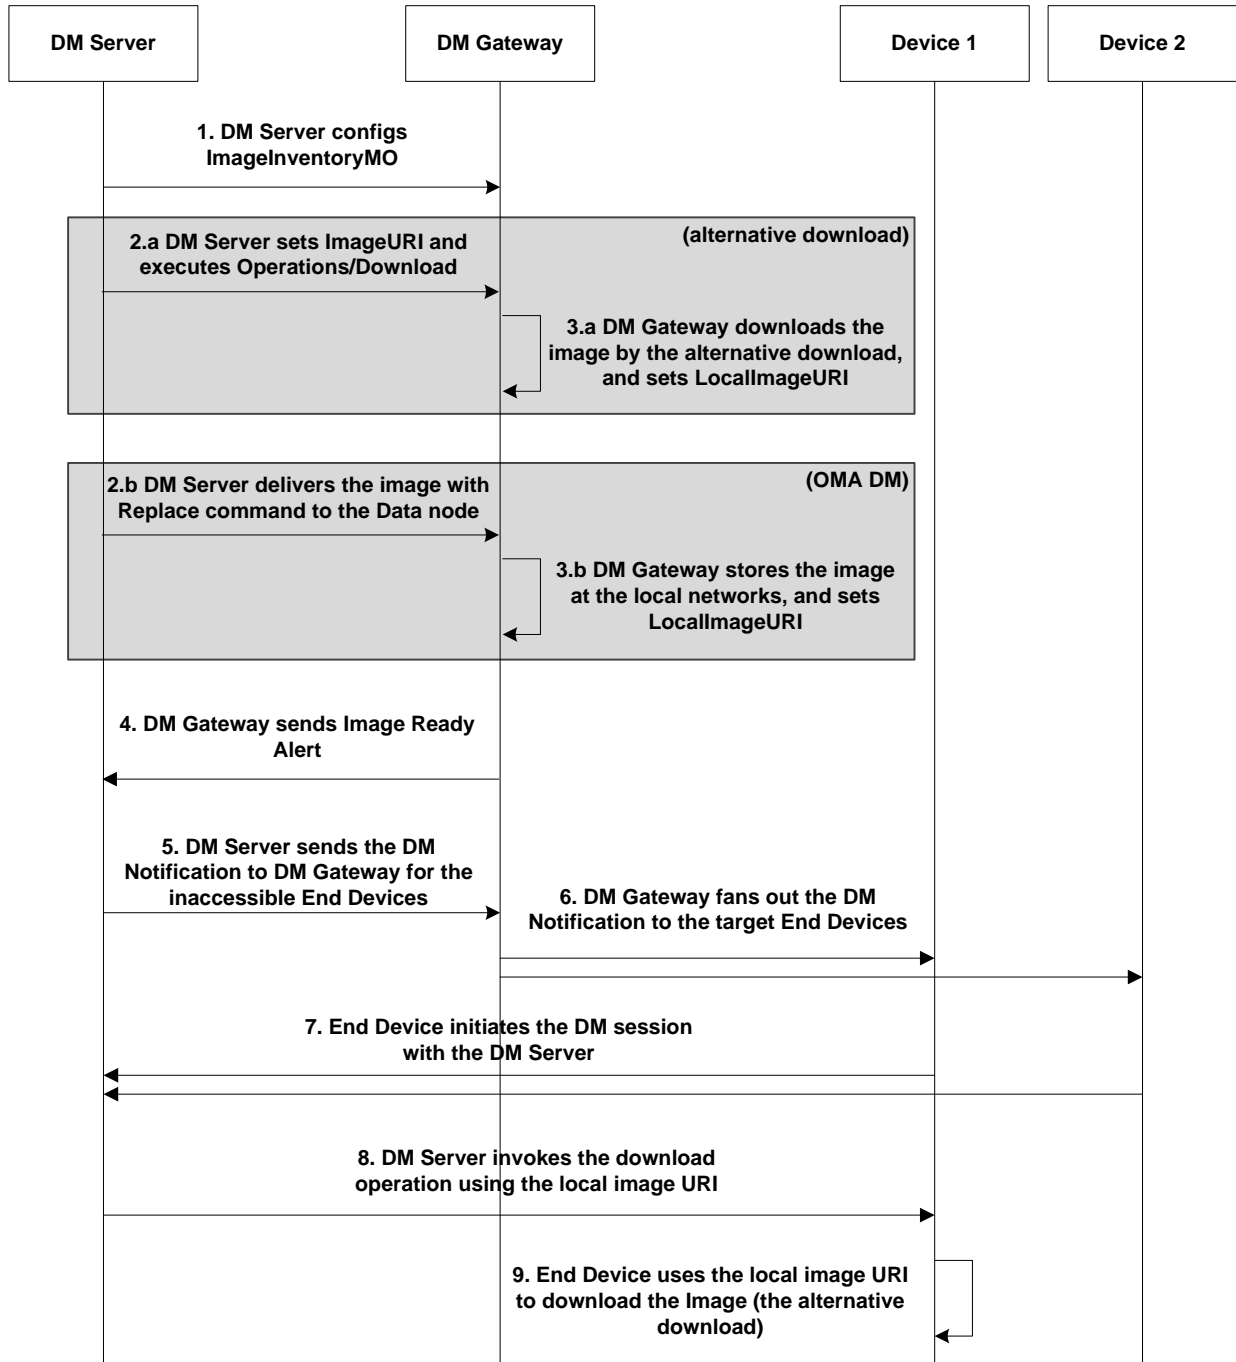 DM Server
DM Gateway
Device 1
Device 2
1. DM Server configs
ImageInventoryMO
(alternative download)
2.a DM Server sets ImageURI and
executes Operations/Download
3.a DM Gateway downloads the
image by the alternative download,
and sets LocalImageURI
(OMA DM)
2.b DM Server delivers the image with
Replace command to the Data node
3.b DM Gateway stores the image
at the local networks, and sets
LocalImageURI
4. DM Gateway sends Image Ready
Alert
5. DM Server sends the DM
Notification to DM Gateway for the
inaccessible End Devices
6. DM Gateway fans out the DM
Notification to the target End Devices
7. End Device initiates the DM session
with the DM Server
8. DM Server invokes the download
operation using the local image URI
9. End Device uses the local image URI
to download the Image (the alternative
download)